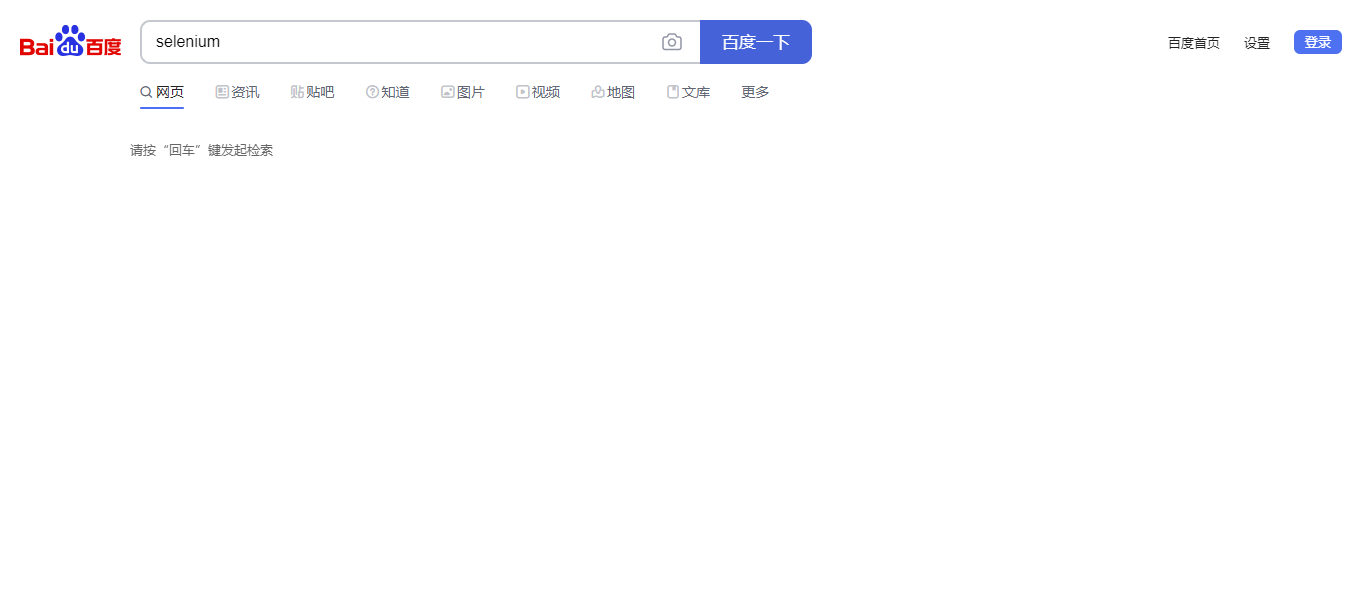 Bai du 百度 selenium 百度一下 百度首页 设置 登录
网页 资讯 贴吧 知道 图片 视频 地图 文库 更多
请按“回车”键发起检索